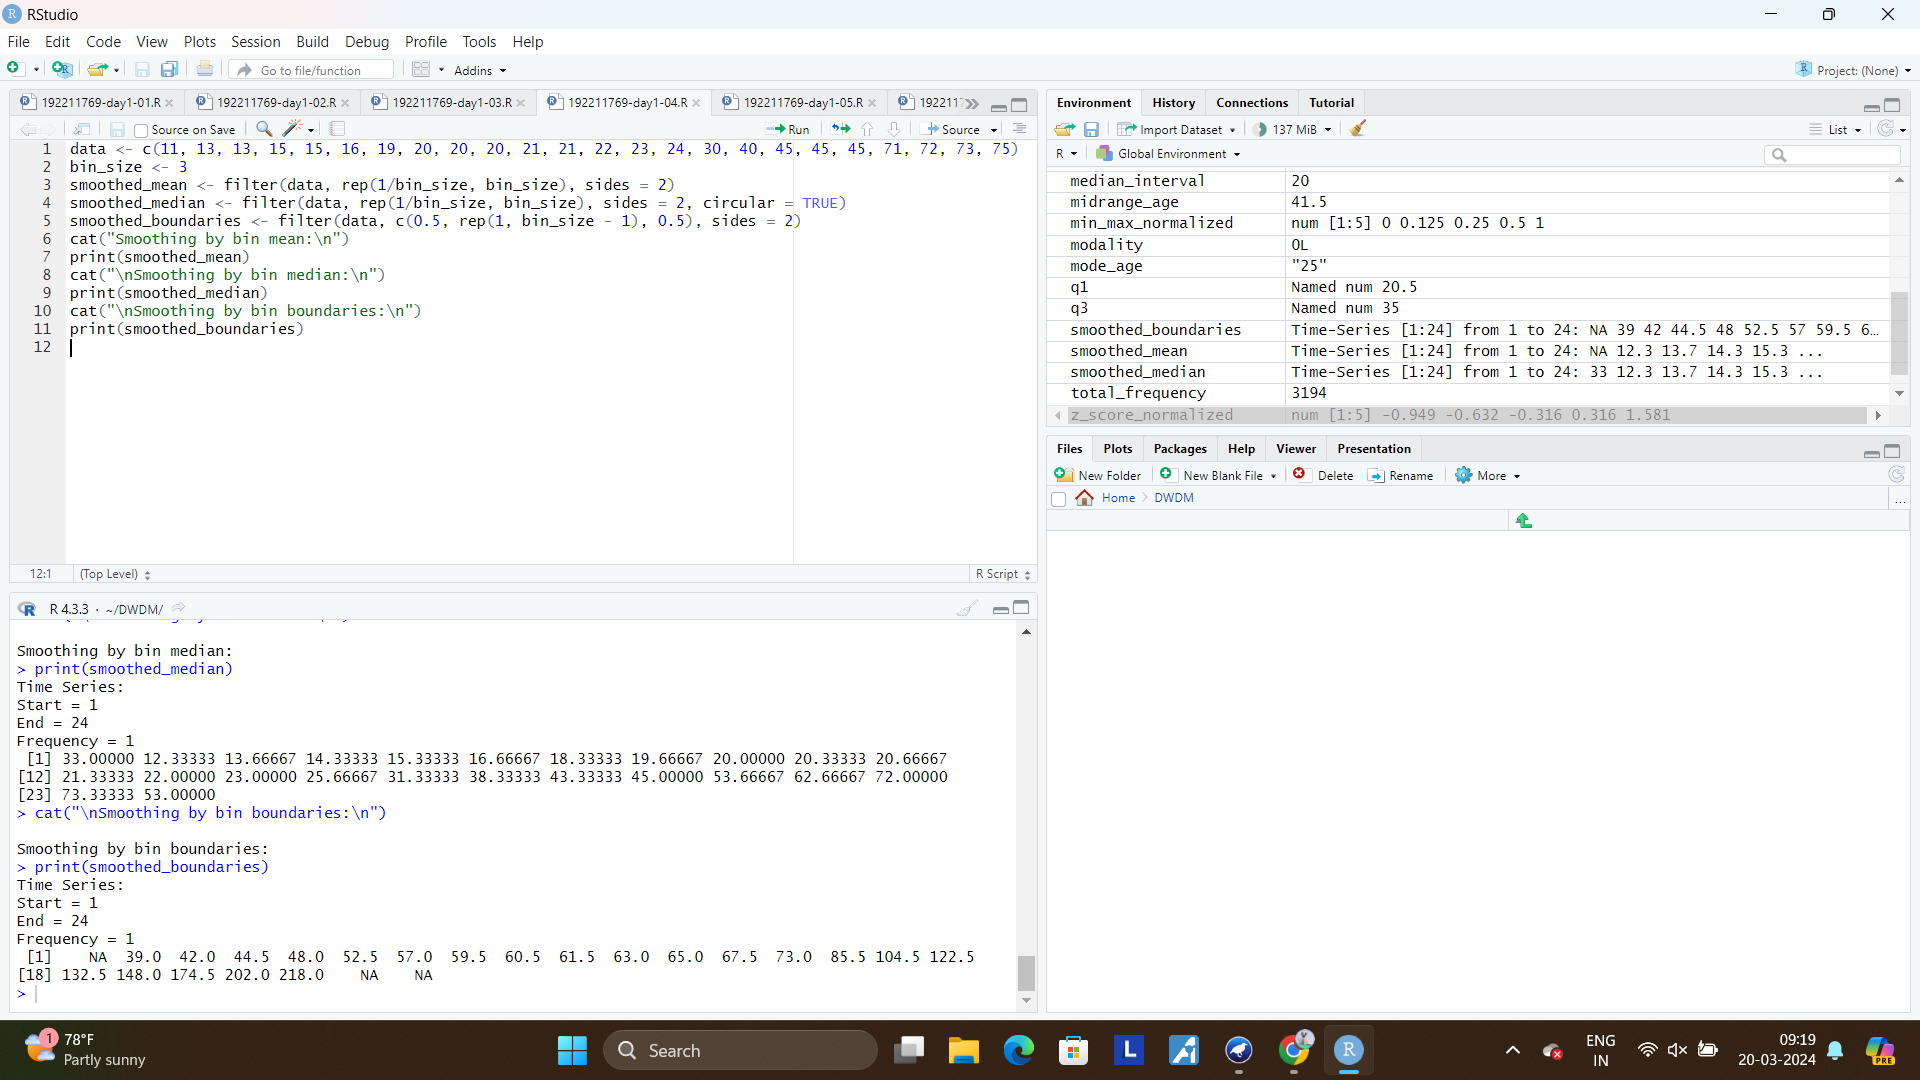 RStudio
File Edit Code View Plots Session Build Debug Profile Tools Help
Go to file/function Addins Project: (None)
192211769-day1-01.R 192211769-day1-02.R 192211769-day1-03.R 192211769-day1-04.R 192211769-day1-05.R 192211
Source on Save Run Source
1 data <- c(11, 13, 13, 15, 15, 16, 19, 20, 20, 20, 21, 21, 22, 23, 24, 30, 40, 45, 45, 45, 71, 72, 73, 75)
2 bin_size <- 3
3 smoothed_mean <- filter(data, rep(1/bin_size, bin_size), sides = 2)
4 smoothed_median <- filter(data, rep(1/bin_size, bin_size), sides = 2, circular = TRUE)
5 smoothed_boundaries <- filter(data, c(0.5, rep(1, bin_size - 1), 0.5), sides = 2)
6 cat("Smoothing by bin mean:\n")
7 print(smoothed_mean)
8 cat("\nSmoothing by bin median:\n")
9 print(smoothed_median)
10 cat("\nSmoothing by bin boundaries:\n")
11 print(smoothed_boundaries)
12
12:1 (Top Level) R Script
R 4.3.3 · ~/DWDM/
Smoothing by bin median:
> print(smoothed_median)
Time Series:
Start = 1
End = 24
Frequency = 1
[1] 33.00000 12.33333 13.66667 14.33333 15.33333 16.66667 18.33333 19.66667 20.00000 20.33333 20.66667
[12] 21.33333 22.00000 23.00000 25.66667 31.33333 38.33333 43.33333 45.00000 53.66667 62.66667 72.00000
[23] 73.33333 53.00000
> cat("\nSmoothing by bin boundaries:\n")
Smoothing by bin boundaries:
> print(smoothed_boundaries)
Time Series:
Start = 1
End = 24
Frequency = 1
[1] NA 39.0 42.0 44.5 48.0 52.5 57.0 59.5 60.5 61.5 63.0 65.0 67.5 73.0 85.5 104.5 122.5
[18] 132.5 148.0 174.5 202.0 218.0 NA NA
>
Environment History Connections Tutorial
Import Dataset 137 MiB List
R Global Environment
median_interval 20
midrange_age 41.5
min_max_normalized num [1:5] 0 0.125 0.25 0.5 1
modality 0L
mode_age "25"
q1 Named num 20.5
q3 Named num 35
smoothed_boundaries Time-Series [1:24] from 1 to 24: NA 39 42 44.5 48 52.5 57 59.5 6…
smoothed_mean Time-Series [1:24] from 1 to 24: NA 12.3 13.7 14.3 15.3 ...
smoothed_median Time-Series [1:24] from 1 to 24: 33 12.3 13.7 14.3 15.3 ...
total_frequency 3194
z_score_normalized num [1:5] -0.949 -0.632 -0.316 0.316 1.581
Files Plots Packages Help Viewer Presentation
New Folder New Blank File Delete Rename More
Home DWDM ...
1 78°F
Partly sunny
Search
L
R
ENG
IN
09:19
20-03-2024
PRE